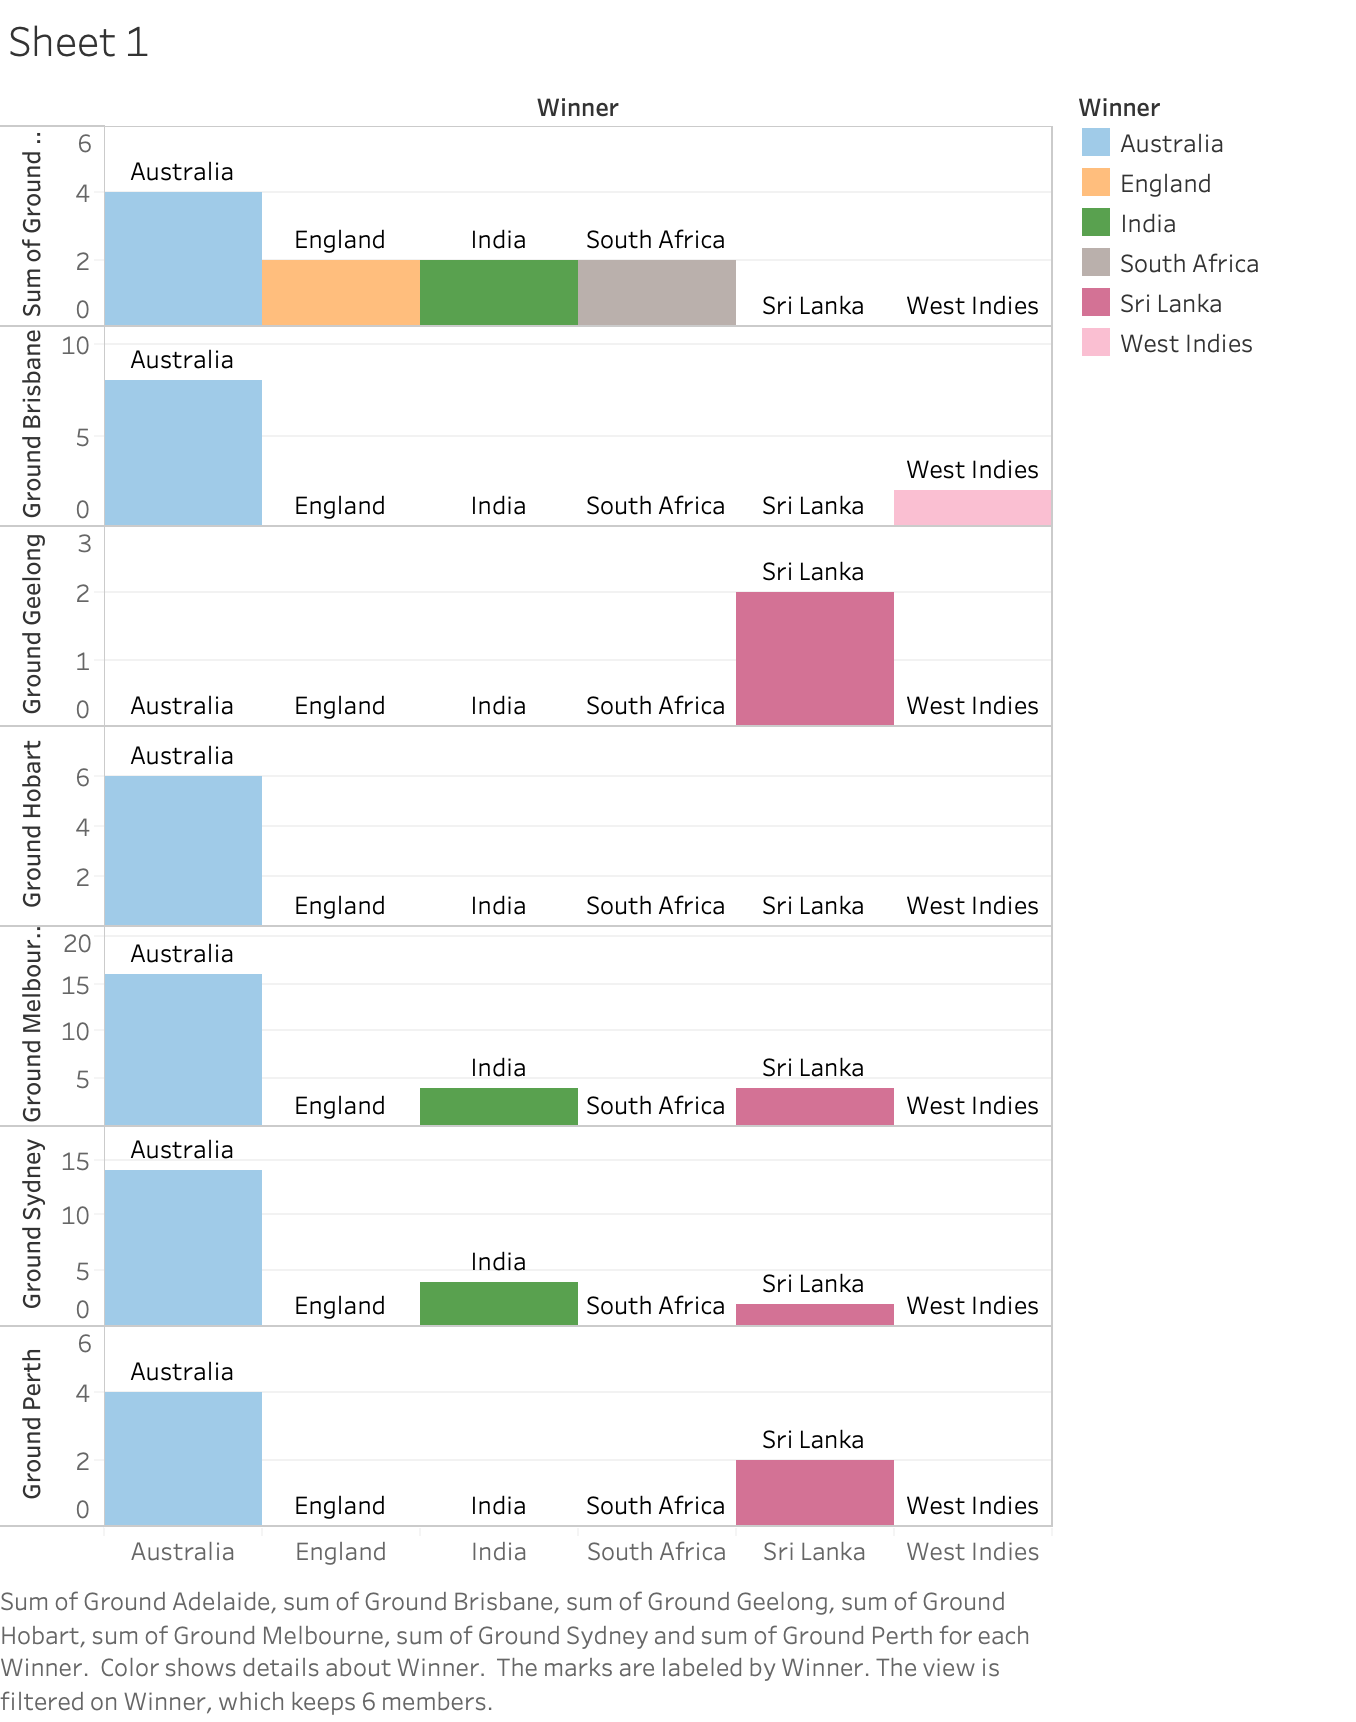 Sheet 1
Winner
Sum of Ground ..
6
4
2
0
Australia
England
India
South Africa
Sri Lanka
West Indies
Ground Brisbane
10
5
0
Australia
England
India
South Africa
Sri Lanka
West Indies
Ground Geelong
3
2
1
0
Australia
England
India
South Africa
Sri Lanka
West Indies
Ground Hobart
6
4
2
Australia
England
India
South Africa
Sri Lanka
West Indies
Ground Melbour..
20
15
10
5
Australia
England
India
South Africa
Sri Lanka
West Indies
Ground Sydney
15
10
5
0
Australia
England
India
South Africa
Sri Lanka
West Indies
Ground Perth
6
4
2
0
Australia
England
India
South Africa
Sri Lanka
West Indies
Australia
England
India
South Africa
Sri Lanka
West Indies
Winner
Australia
England
India
South Africa
Sri Lanka
West Indies
Sum of Ground Adelaide, sum of Ground Brisbane, sum of Ground Geelong, sum of Ground
Hobart, sum of Ground Melbourne, sum of Ground Sydney and sum of Ground Perth for each
Winner.  Color shows details about Winner.  The marks are labeled by Winner. The view is
filtered on Winner, which keeps 6 members.